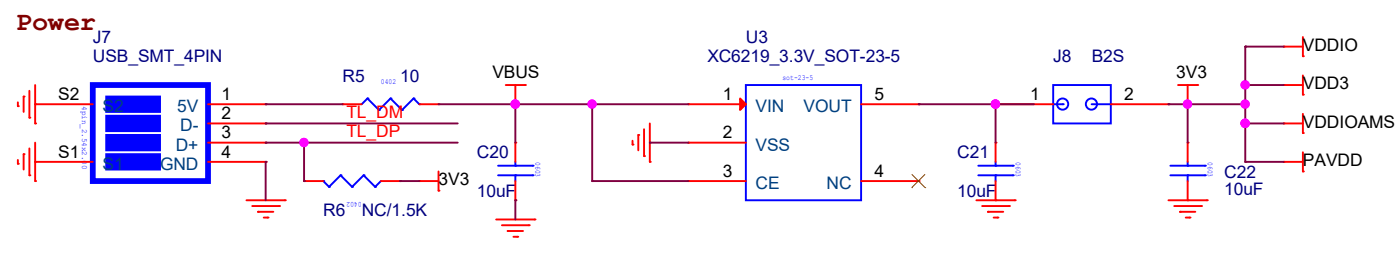 Power
J7
USB_SMT_4PIN
S2
S2
S1
S1
5V
D-
D+
GND
1
2
3
4
R5
0402
10
TL_DM
TL_DP
R6
0402
NC/1.5K
3V3
VBUS
C20
10uF
U3
XC6219_3.3V_SOT-23-5
sot-23-5
1
VIN
VOUT
5
2
VSS
3
CE
NC
4
C21
10uF
J8
B2S
1
2
3V3
C22
10uF
VDDIO
VDD3
VDDIOAMS
PAVDD